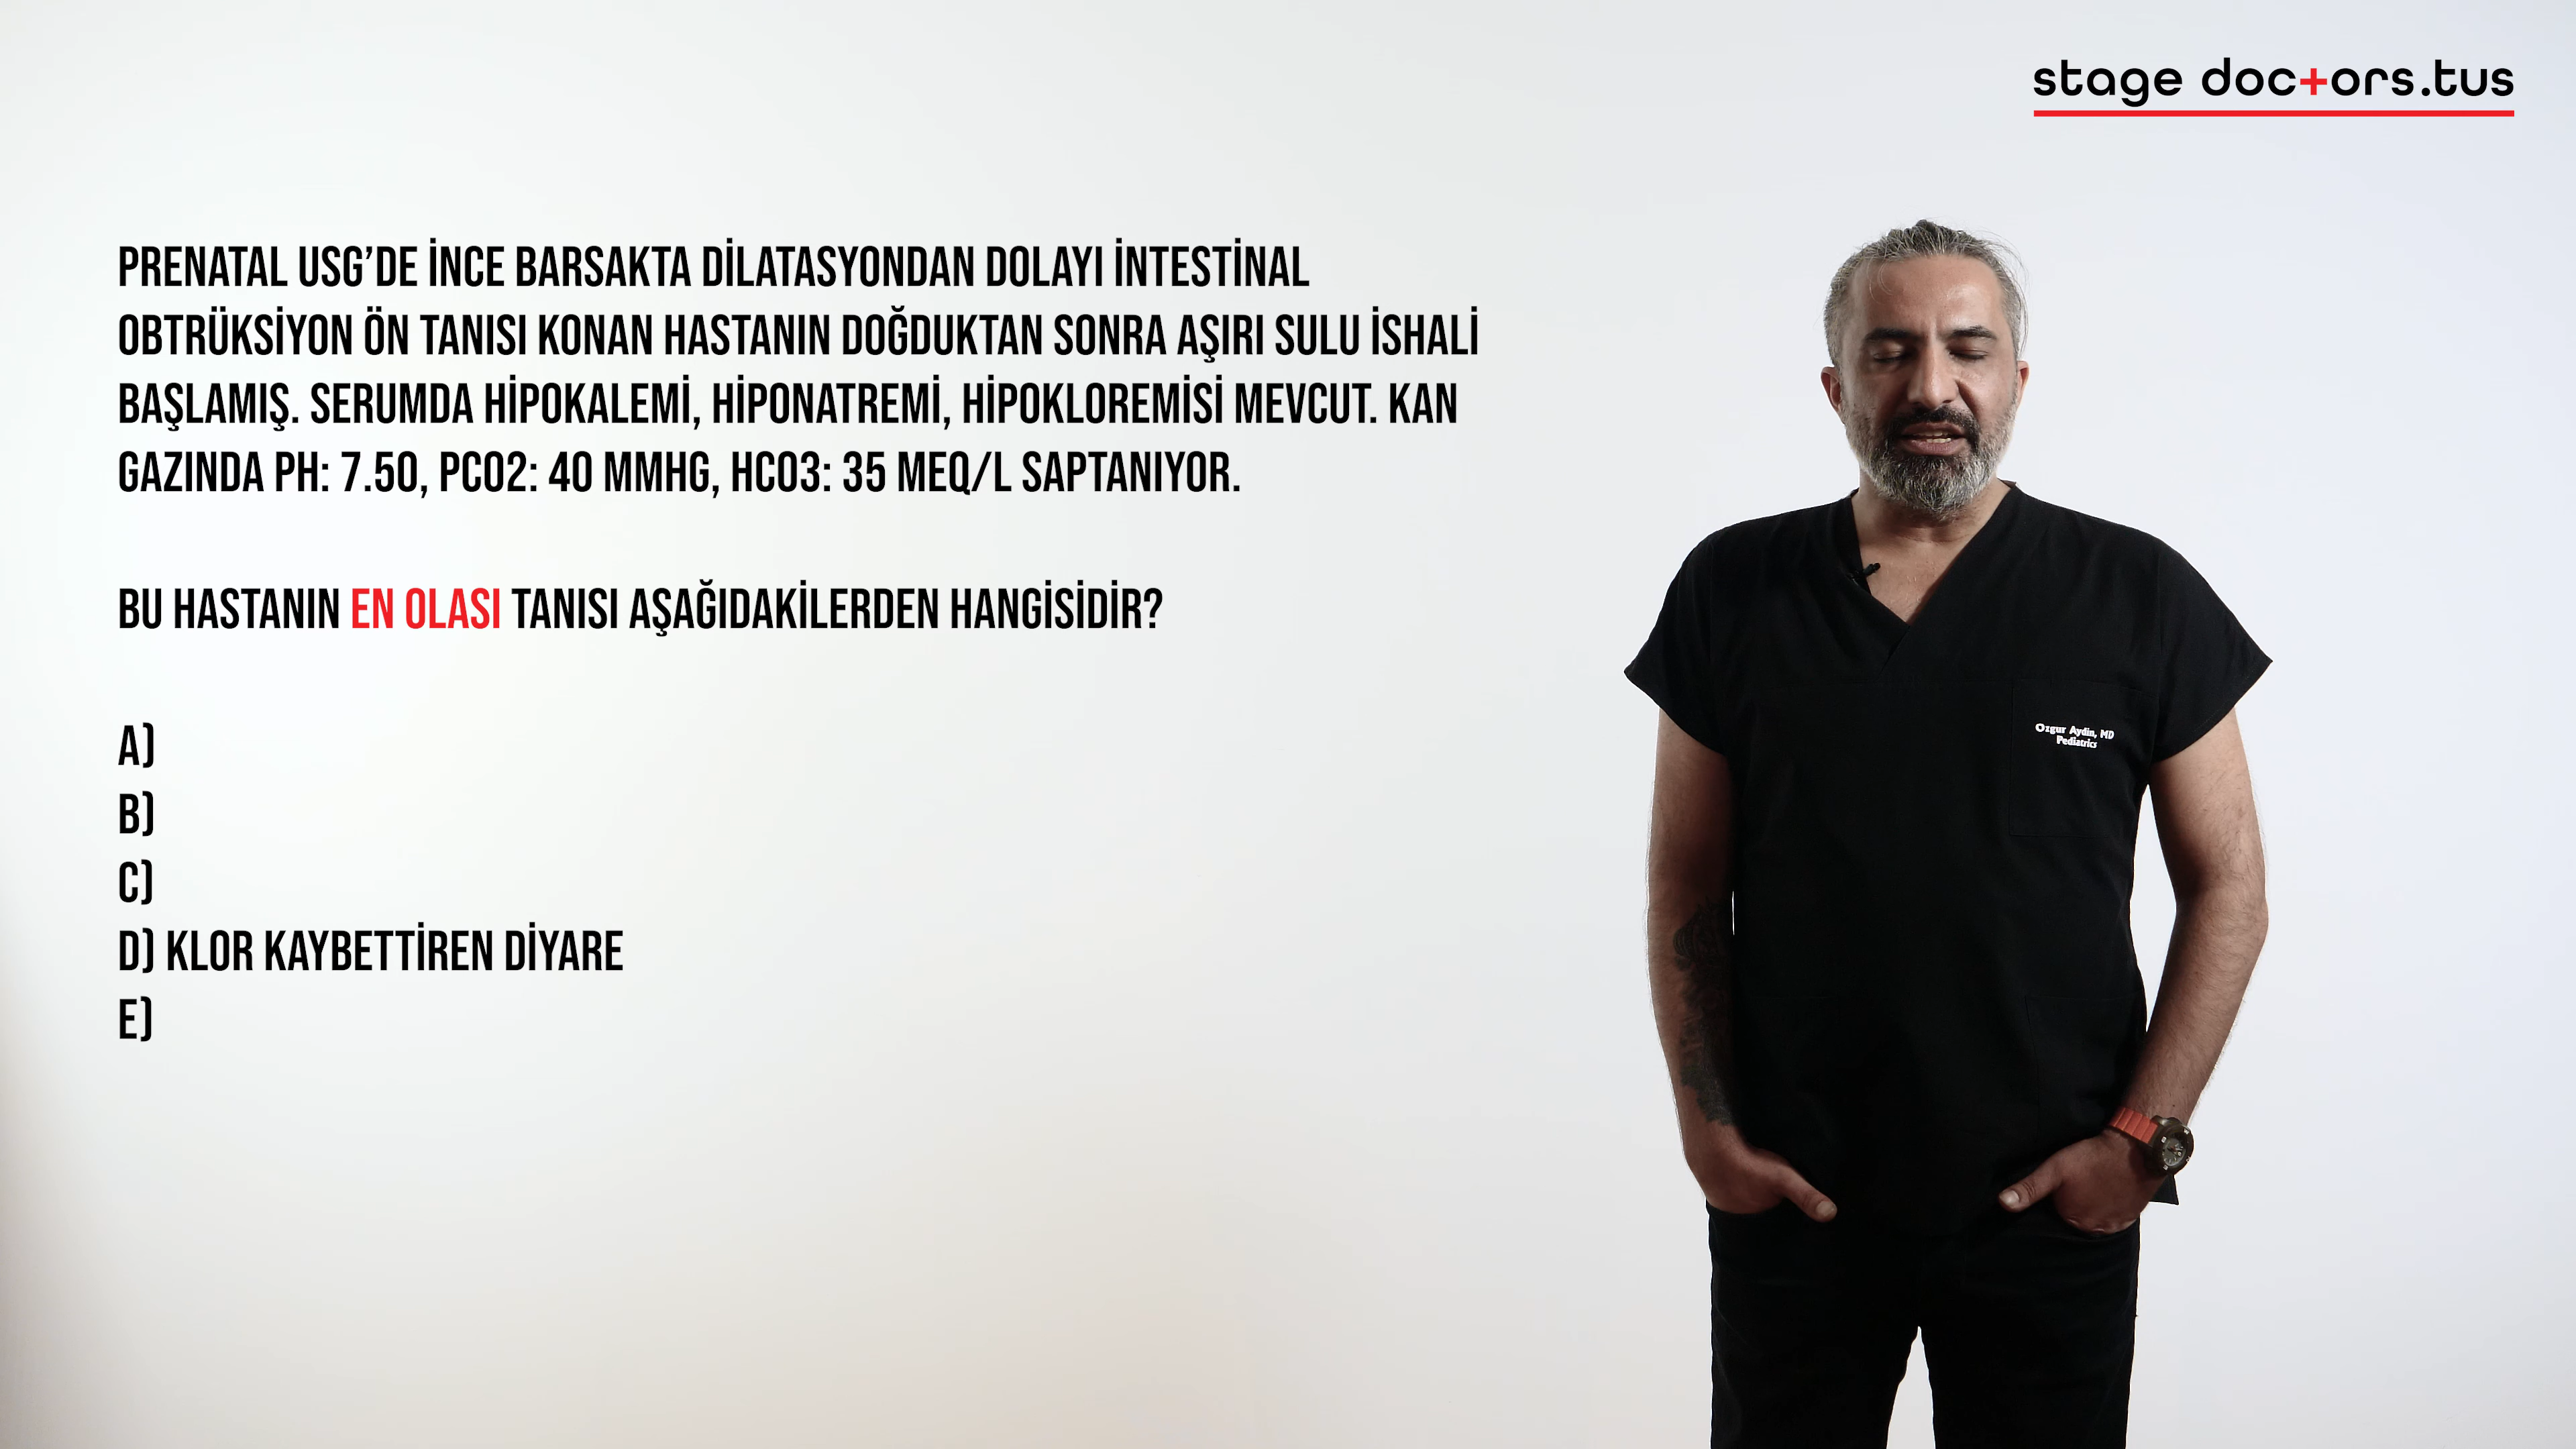 stage doctors.tus
PRENATAL USG’DE İNCE BARSAKTA DİLATASYONDAN DOLAYI İNTESTİNAL
OBTRÜKSİYON ÖN TANISI KONAN HASTANIN DOĞDUKTAN SONRA AŞIRI SULU İSHALİ
BAŞLAMIŞ. SERUMDA HİPOKALEMİ, HİPONATREMİ, HİPOKLOREMİSİ MEVCUT. KAN
GAZINDA PH: 7.50, PCO2: 40 MMHG, HCO3: 35 MEQ/L SAPTANIYOR.
BU HASTANIN EN OLASI TANISI AŞAĞIDAKİLERDEN HANGİSİDİR?
A)
B)
C)
D) KLOR KAYBETTİREN DİYARE
E)
Ozgur Aydin, MD
Pediatrics